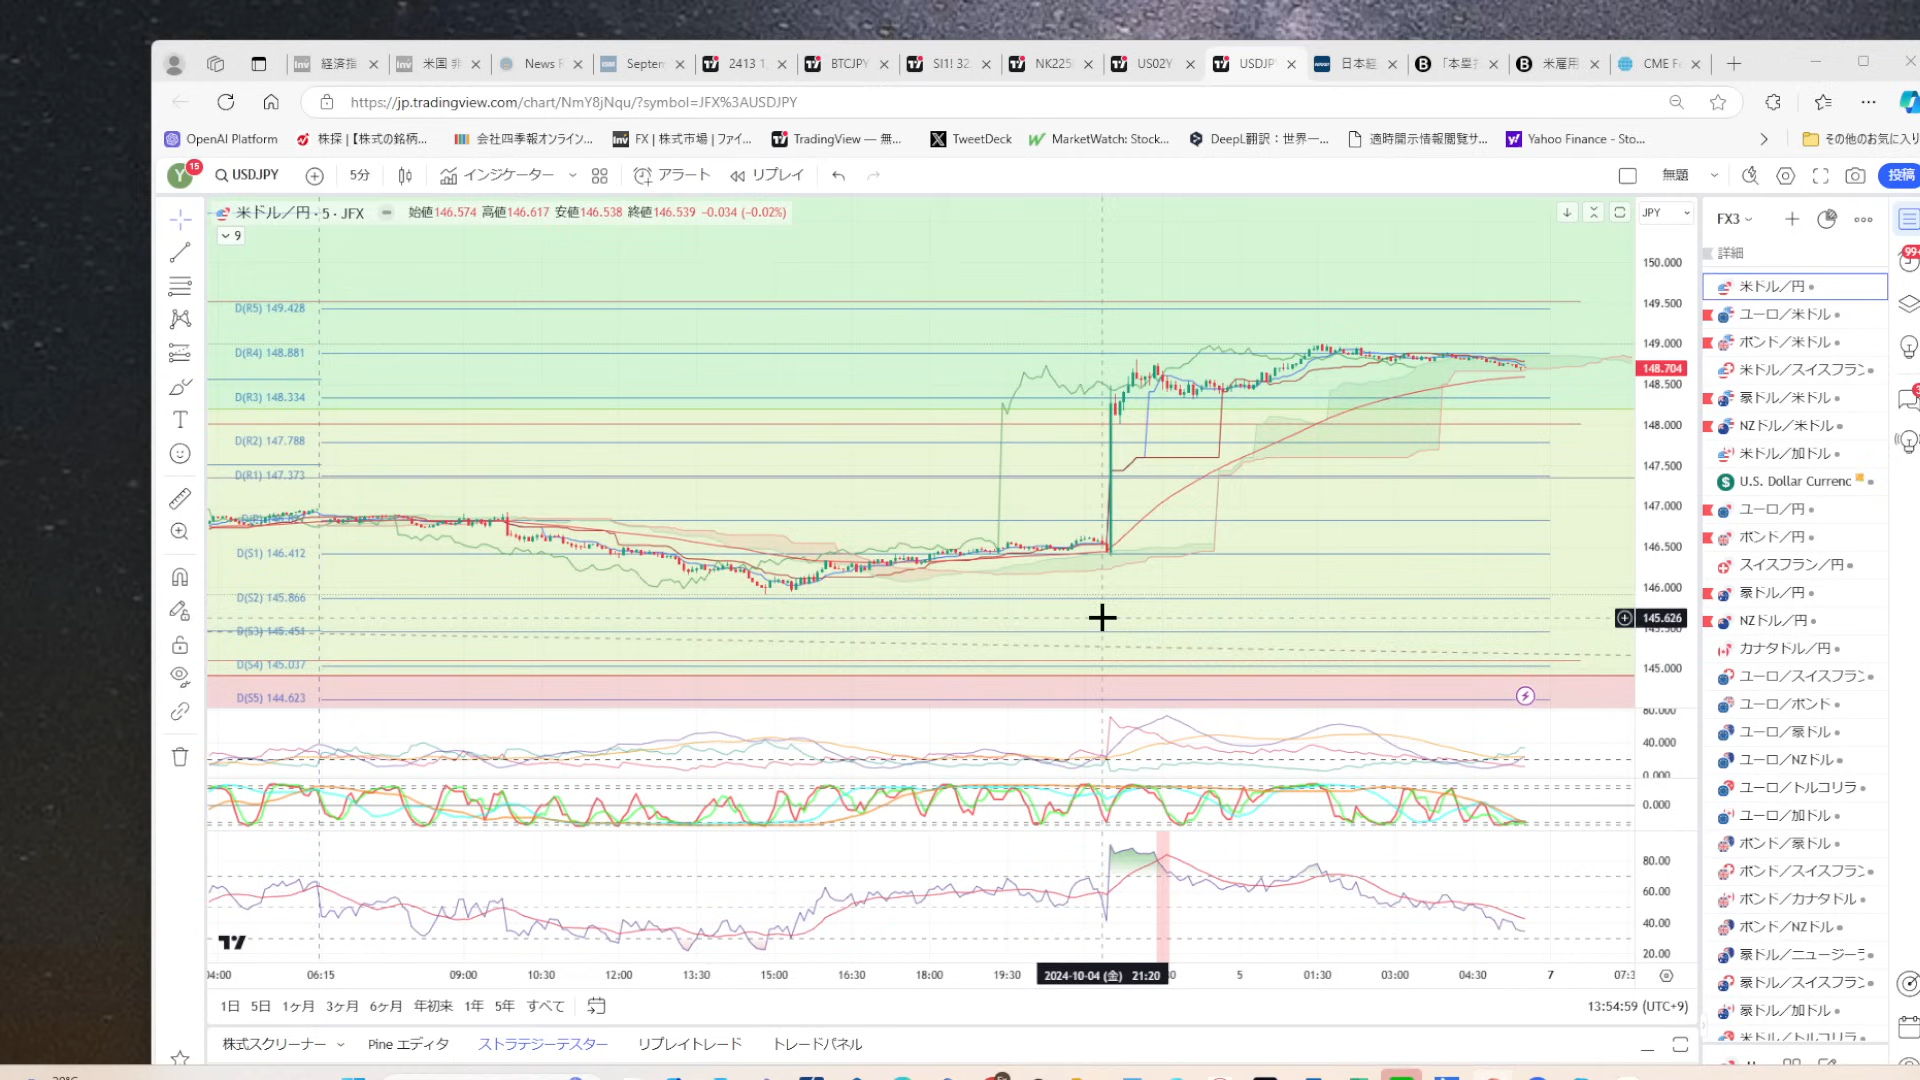 経済指
米国 非
News R
Septem
2413 1
BTCJPY
SI1! 32.
NK225
US02Y
USDJP
日本経
「本塁打
米雇用
CME Fe
https://jp.tradingview.com/chart/NmY8jNqu/?symbol=JFX%3AUSDJPY
OpenAI Platform
株探 | 【株式の銘柄...
会社四季報オンライン...
FX | 株式市場 | ファイ...
TradingView — 無...
TweetDeck
MarketWatch: Stock...
DeepL翻訳：世界一...
適時開示情報閲覧サ...
Yahoo Finance - Sto...
その他のお気に入り
Y
15
USDJPY
5分
インジケーター
アラート
リプレイ
無題
投稿
米ドル／円 · 5 · JFX
始値146.574 高値146.617 安値146.538 終値146.539 -0.034 (-0.02%)
9
JPY
D(R5) 149.428
D(R4) 148.881
D(R3) 148.334
D(R2) 147.788
D(R1) 147.373
D(S1) 146.412
D(S2) 145.866
D(S3) 145.451
D(S4) 145.037
D(S5) 144.623
150.000
149.500
149.000
148.704
148.500
148.000
147.500
147.000
146.500
146.000
145.626
145.000
80.000
40.000
0.000
0.000
80.00
60.00
40.00
20.00
04:00
06:15
09:00
10:30
12:00
13:30
15:00
16:30
18:00
19:30
2024-10-04 (金) 21:20
5
01:30
03:00
04:30
7
07:3
1日
5日
1ヶ月
3ヶ月
6ヶ月
年初来
1年
5年
すべて
13:54:59 (UTC+9)
株式スクリーナー
Pine エディタ
ストラテジーテスター
リプレイトレード
トレードパネル
FX3
詳細
米ドル／円
ユーロ／米ドル
ポンド／米ドル
米ドル／スイスフラン
豪ドル／米ドル
NZドル／米ドル
米ドル／加ドル
U.S. Dollar Currenc
ユーロ／円
ポンド／円
スイスフラン／円
豪ドル／円
NZドル／円
カナダドル／円
ユーロ／スイスフラン
ユーロ／ポンド
ユーロ／豪ドル
ユーロ／NZドル
ユーロ／トルコリラ
ユーロ／加ドル
ポンド／豪ドル
ポンド／スイスフラン
ポンド／カナダドル
ポンド／NZドル
豪ドル／ニュージーラ
豪ドル／スイスフラン
豪ドル／加ドル
米ドル／トルコリラ